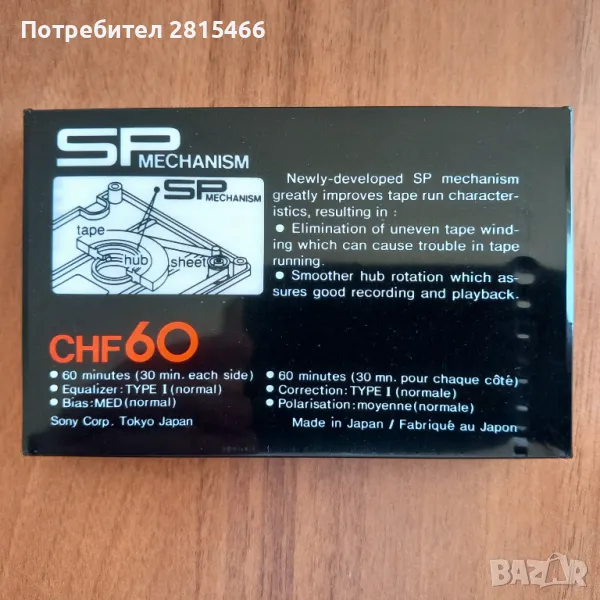 Потребител 2815466
SP MECHANISM
SP MECHANISM
tape
hub
sheet
Newly-developed SP mechanism
greatly improves tape run character-
istics, resulting in :
● Elimination of uneven tape wind-
ing which can cause trouble in tape
running.
● Smoother hub rotation which as-
sures good recording and playback.
CHF60
● 60 minutes (30 min. each side)
● Equalizer: TYPE I (normal)
● Bias: MED (normal)
Sony Corp. Tokyo Japan
● 60 minutes (30 mn. pour chaque côté)
● Correction: TYPE I (normale)
● Polarisation: moyenne (normale)
Made in Japan / Fabriqué au Japon
BAZAR